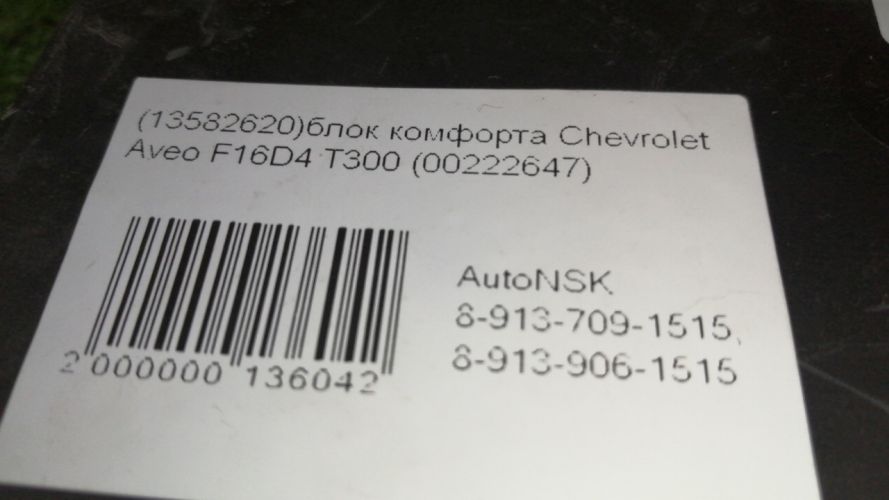 (13582620)блок комфорта Chevrolet
Aveo F16D4 T300 (00222647)
AutoNSK
8-913-709-1515,
8-913-906-1515
2 000000 136042